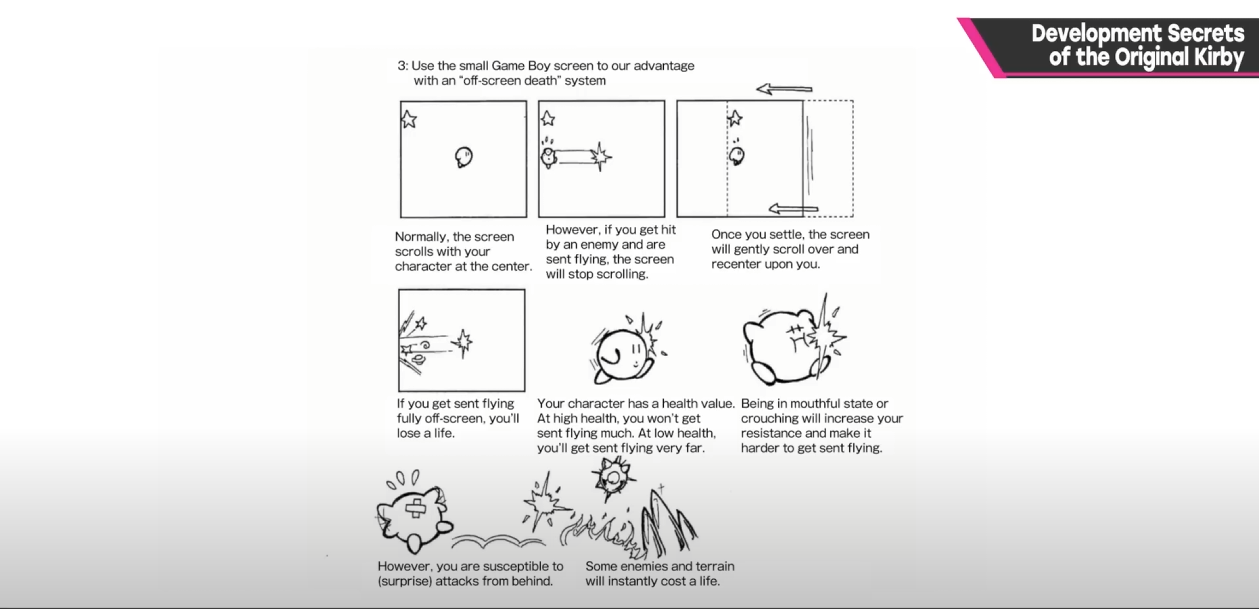 Development Secrets
of the Original Kirby
3: Use the small Game Boy screen to our advantage
with an "off-screen death" system
Normally, the screen
scrolls with your
character at the center.
However, if you get hit
by an enemy and are
sent flying, the screen
will stop scrolling.
Once you settle, the screen
will gently scroll over and
recenter upon you.
If you get sent flying
fully off-screen, you'll
lose a life.
Your character has a health value.
At high health, you won't get
sent flying much. At low health,
you'll get sent flying very far.
Being in mouthful state or
crouching will increase your
resistance and make it
harder to get sent flying.
However, you are susceptible to
(surprise) attacks from behind.
Some enemies and terrain
will instantly cost a life.